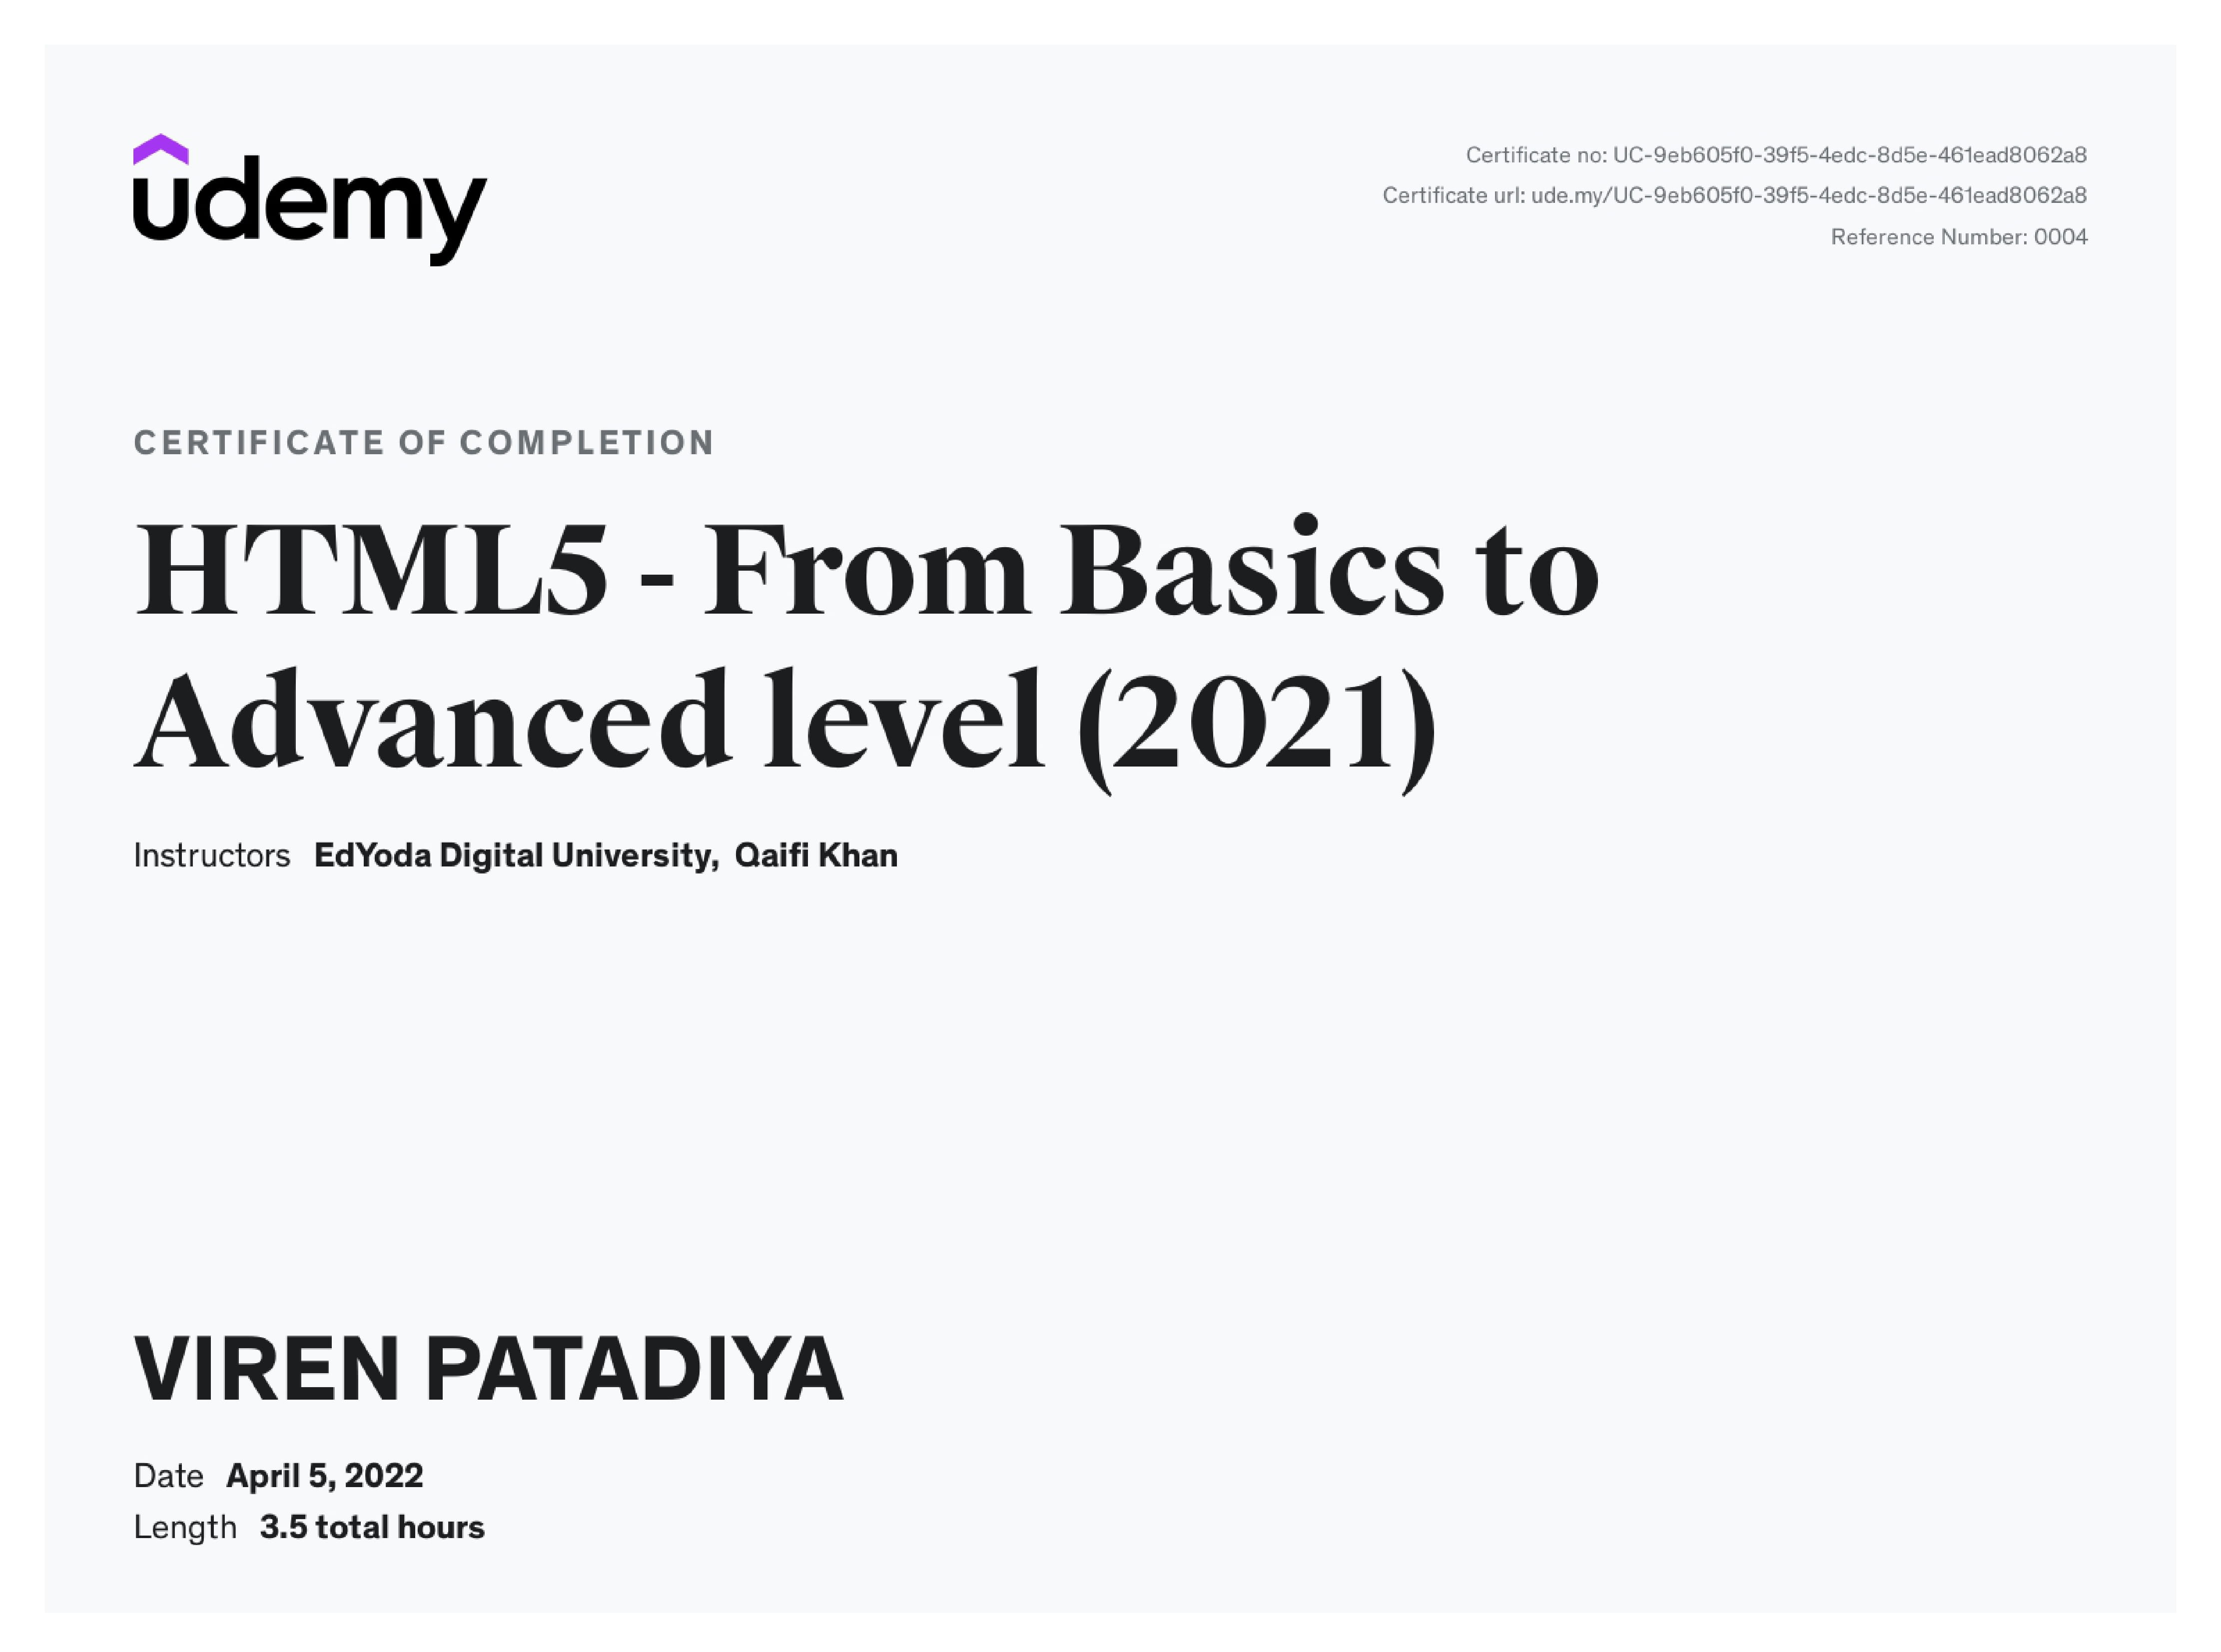 udemy
Certificate no: UC-9eb605f0-39f5-4edc-8d5e-461ead8062a8
Certificate url: ude.my/UC-9eb605f0-39f5-4edc-8d5e-461ead8062a8
Reference Number: 0004
CERTIFICATE OF COMPLETION
HTML5 - From Basics to
Advanced level (2021)
Instructors EdYoda Digital University, Qaifi Khan
VIREN PATADIYA
Date April 5, 2022
Length 3.5 total hours